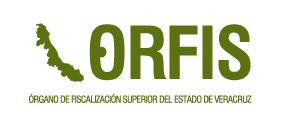 ORFIS
ÓRGANO DE FISCALIZACIÓN SUPERIOR DEL ESTADO DE VERACRUZ